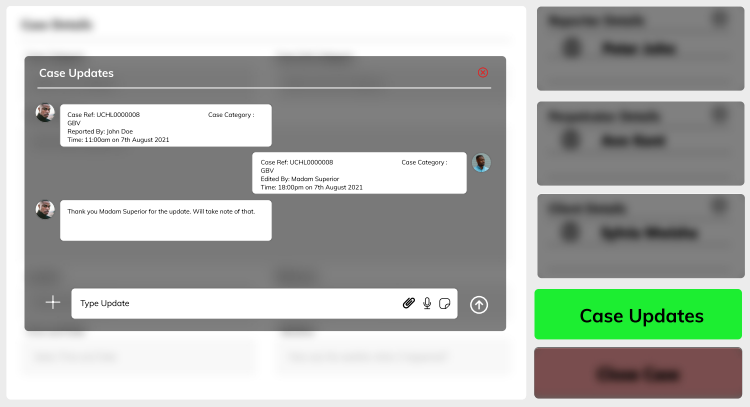 Case Details
Case Updates
Case Ref: UCHL0000008 Case Category :
GBV
Reported By: John Doe
Time: 11:00am on 7th August 2021
Case Ref: UCHL0000008 Case Category :
GBV
Edited By: Madam Superior
Time: 18:00pm on 7th August 2021
Thank you Madam Superior for the update. Will take note of that.
Type Update
Reporter Details
Peter John
Perpetrator Details
Client Details
Case Updates
Close Case